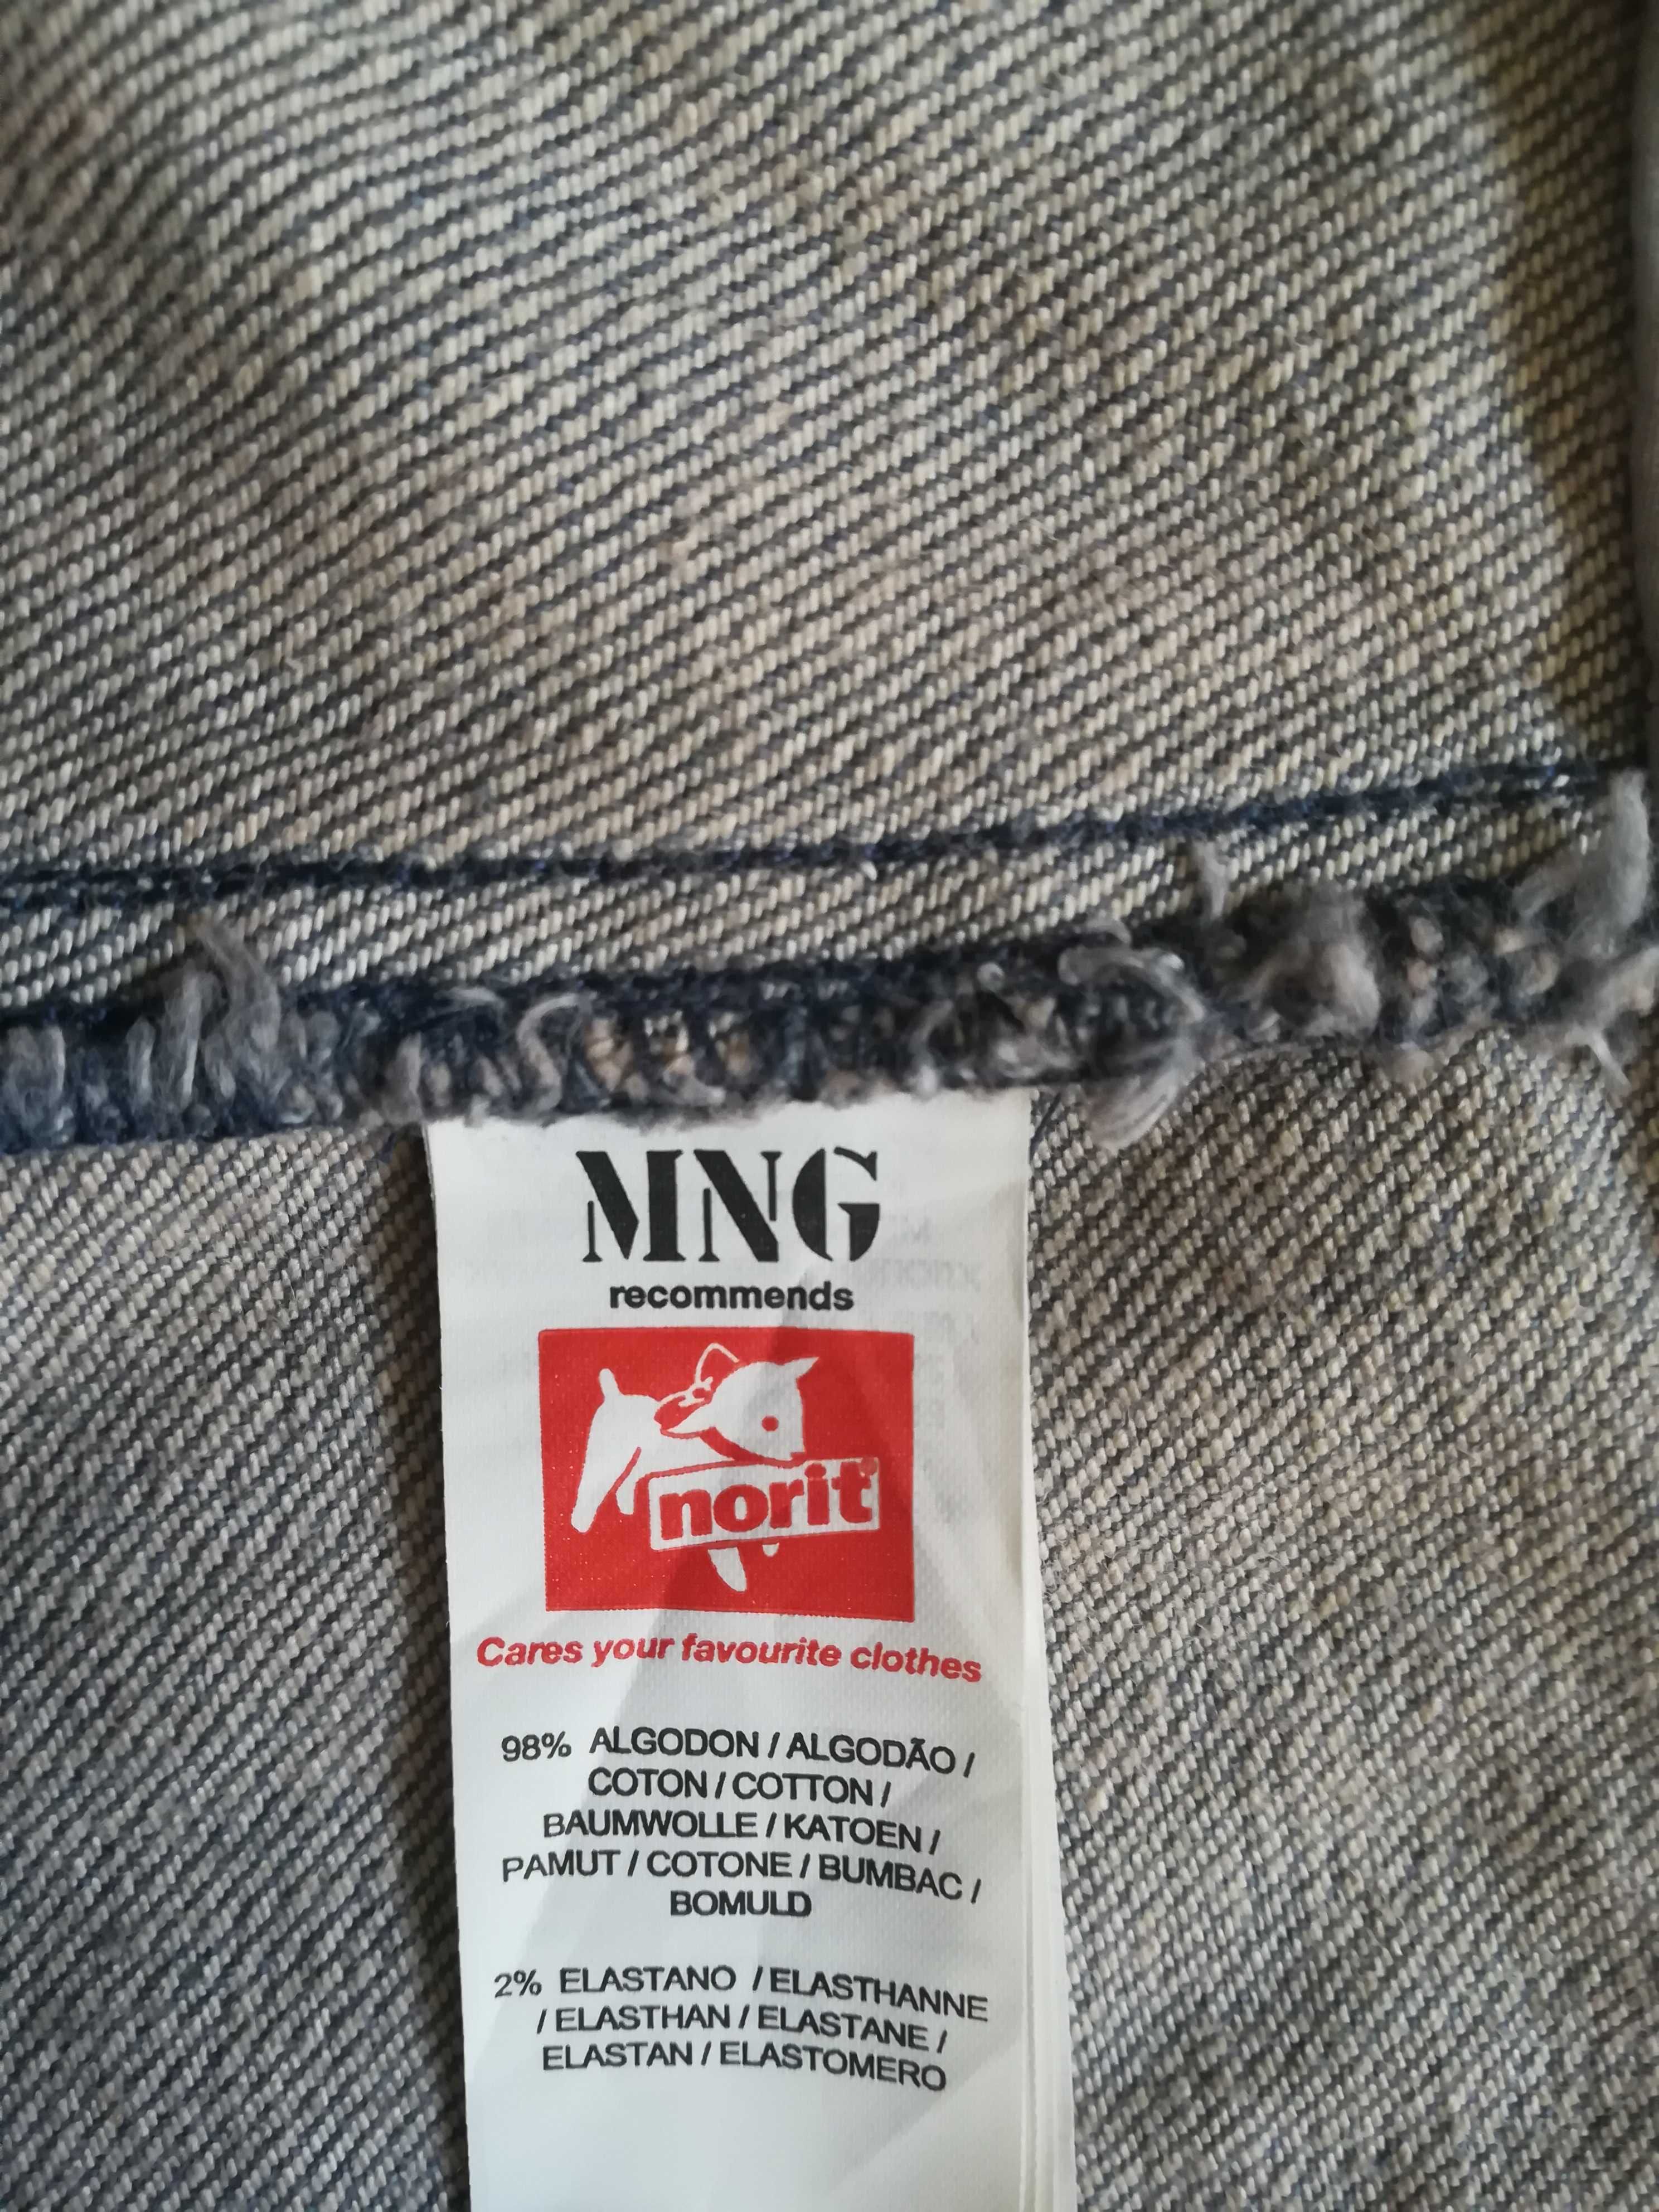 MNG
recommends
norit®
Cares your favourite clothes
98% ALGODON / ALGODÃO /
COTON / COTTON /
BAUMWOLLE / KATOEN /
PAMUT / COTONE / BUMBAC /
BOMULD
2% ELASTANO / ELASTHANNE
/ ELASTHAN / ELASTANE /
ELASTAN / ELASTOMERO